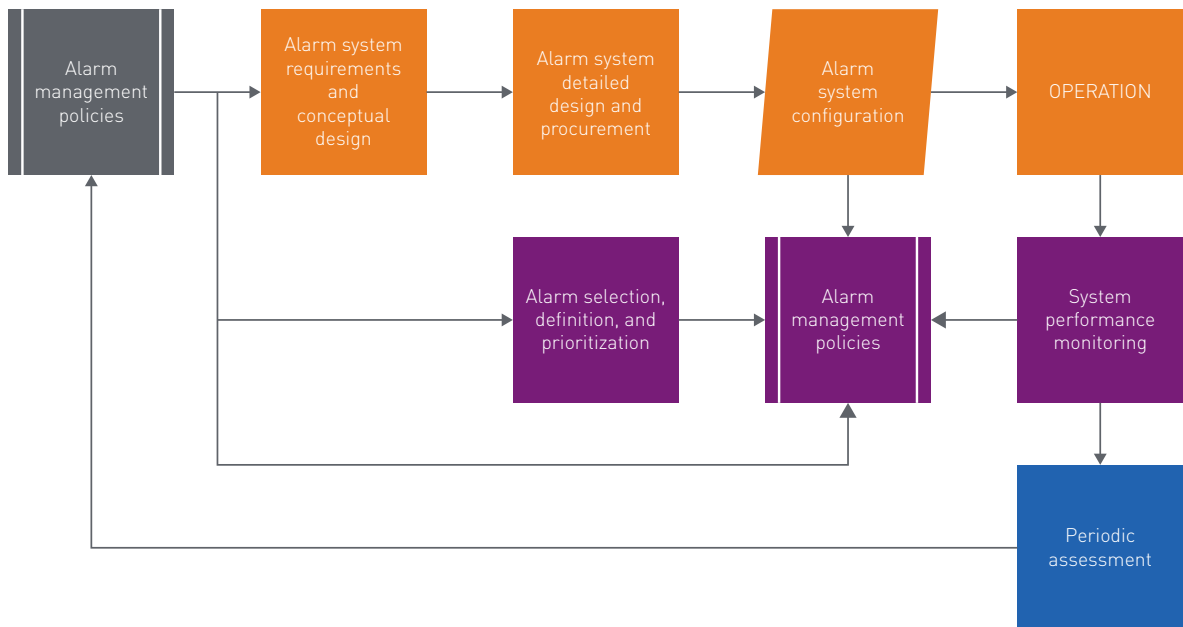 Alarm
management
policies
Alarm system
requirements
and
conceptual
design
Alarm system
detailed
design and
procurement
Alarm
system
configuration
OPERATION
Alarm selection,
definition, and
prioritization
Alarm
management
policies
System
performance
monitoring
Periodic
assessment